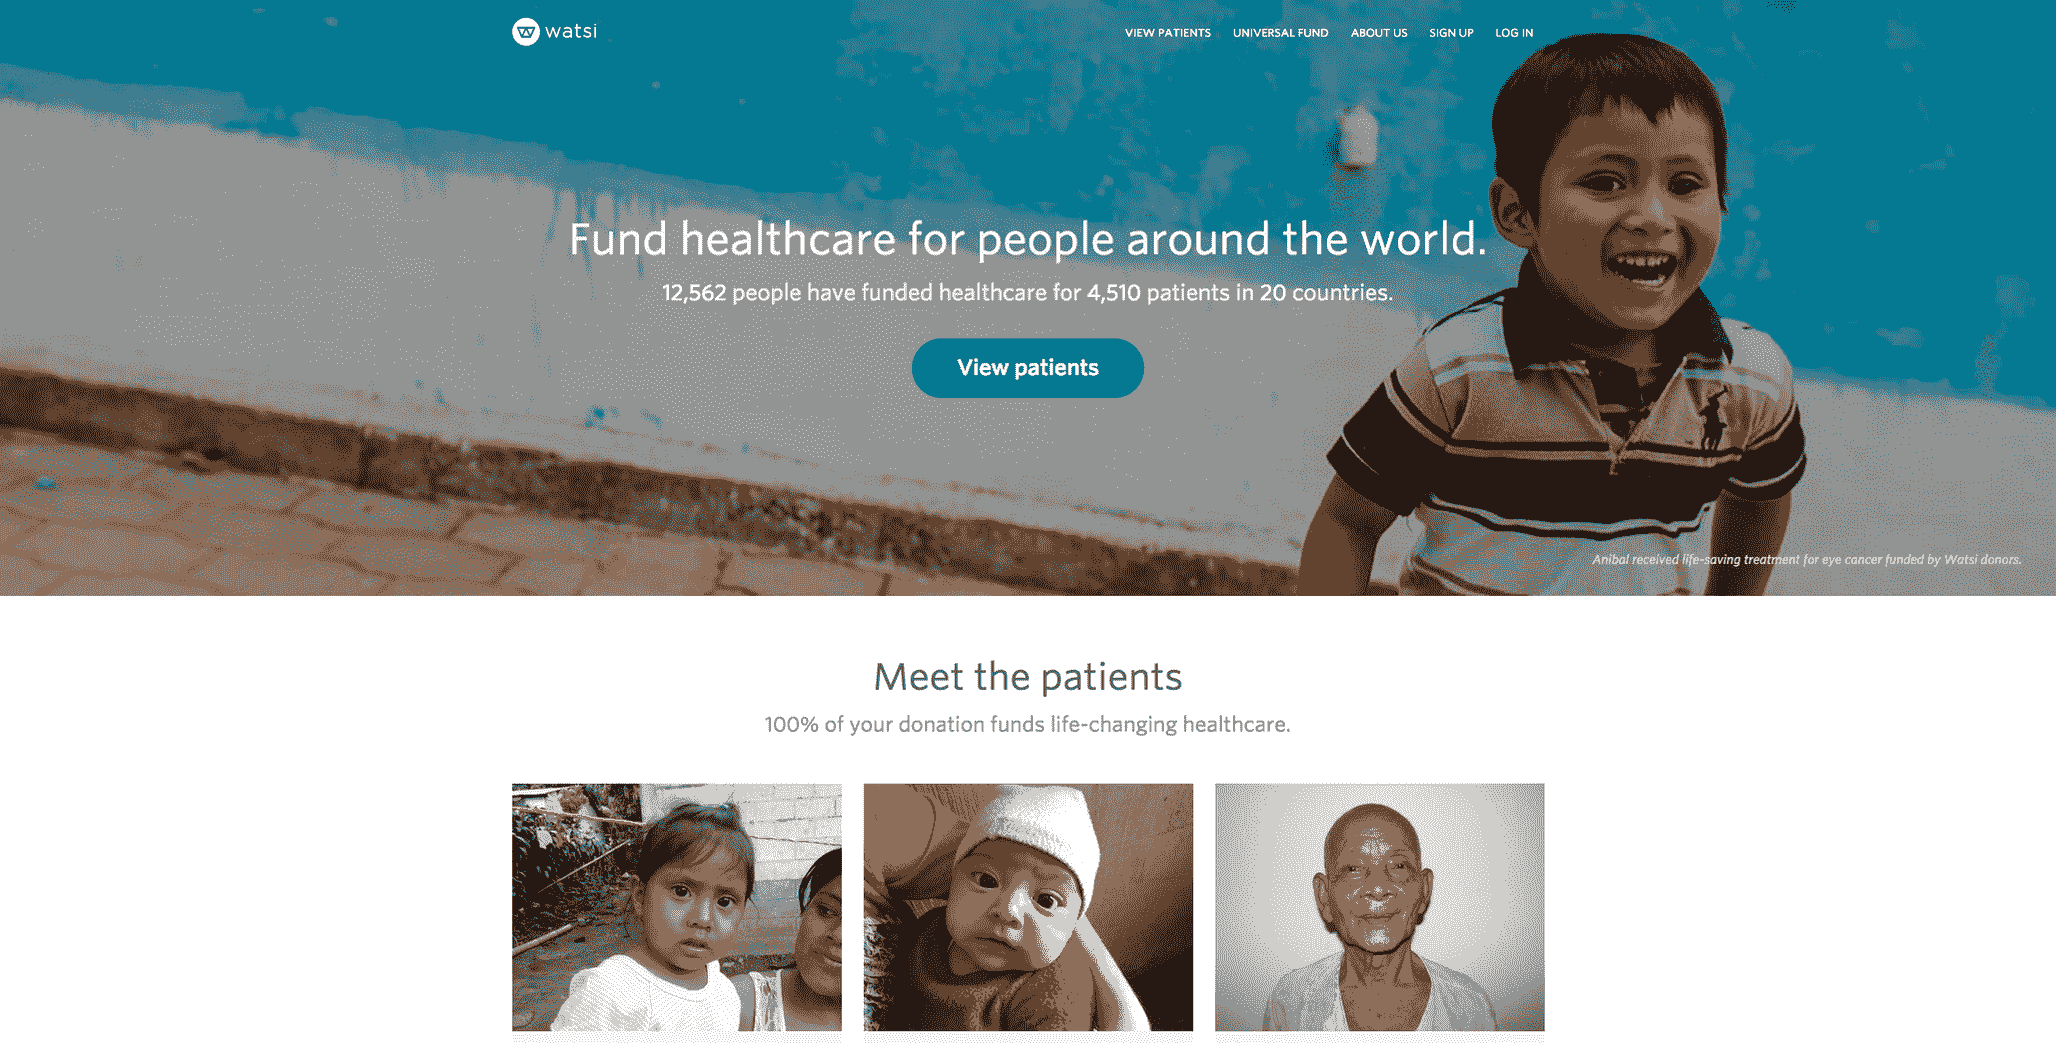 watsi
VIEW PATIENTS UNIVERSAL FUND ABOUT US SIGN UP LOG IN
Fund healthcare for people around the world.
12,562 people have funded healthcare for 4,510 patients in 20 countries.
View patients
Anibal received life-saving treatment for eye cancer funded by Watsi donors.
Meet the patients
100% of your donation funds life-changing healthcare.